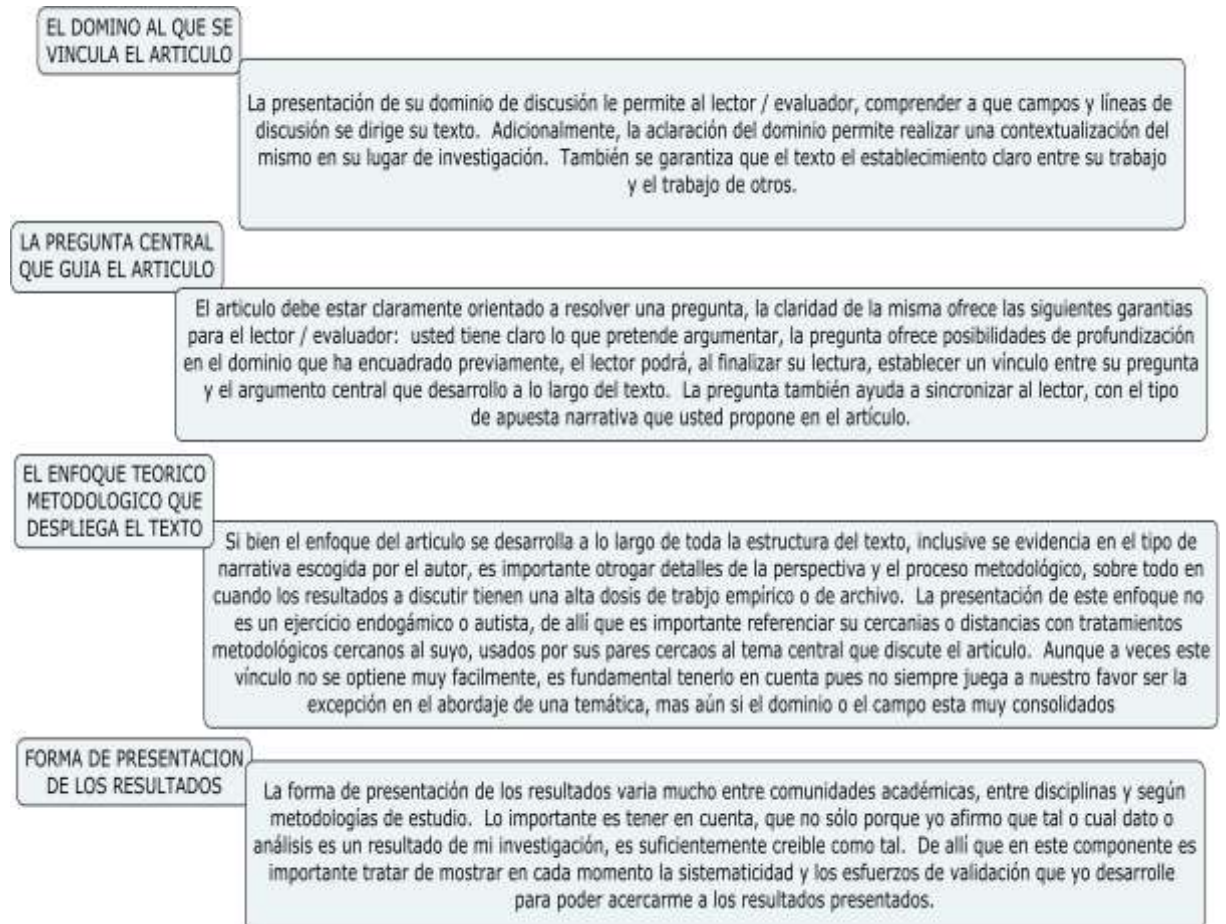 EL DOMINO AL QUE SE
VINCULA EL ARTICULO
La presentación de su dominio de discusión le permite al lector / evaluador, comprender a que campos y líneas de
discusión se dirige su texto. Adicionalmente, la aclaración del dominio permite realizar una contextualización del
mismo en su lugar de investigación. También se garantiza que el texto el establecimiento claro entre su trabajo
y el trabajo de otros.
LA PREGUNTA CENTRAL
QUE GUIA EL ARTICULO
El articulo debe estar claramente orientado a resolver una pregunta, la claridad de la misma ofrece las siguientes garantias
para el lector / evaluador: usted tiene claro lo que pretende argumentar, la pregunta ofrece posibilidades de profundización
en el dominio que ha encuadrado previamente, el lector podrá, al finalizar su lectura, establecer un vínculo entre su pregunta
y el argumento central que desarrollo a lo largo del texto. La pregunta también ayuda a sincronizar al lector, con el tipo
de apuesta narrativa que usted propone en el artículo.
EL ENFOQUE TEORICO
METODOLOGICO QUE
DESPLIEGA EL TEXTO
Si bien el enfoque del articulo se desarrolla a lo largo de toda la estructura del texto, inclusive se evidencia en el tipo de
narrativa escogida por el autor, es importante otrogar detalles de la perspectiva y el proceso metodológico, sobre todo en
cuando los resultados a discutir tienen una alta dosis de trabjo empírico o de archivo. La presentación de este enfoque no
es un ejercicio endogámico o autista, de allí que es importante referenciar su cercanias o distancias con tratamientos
metodológicos cercanos al suyo, usados por sus pares cercaos al tema central que discute el artículo. Aunque a veces este
vínculo no se optiene muy facilmente, es fundamental tenerlo en cuenta pues no siempre juega a nuestro favor ser la
excepción en el abordaje de una temática, mas aún si el dominio o el campo esta muy consolidados
FORMA DE PRESENTACION
DE LOS RESULTADOS
La forma de presentación de los resultados varia mucho entre comunidades académicas, entre disciplinas y según
metodologías de estudio. Lo importante es tener en cuenta, que no sólo porque yo afirmo que tal o cual dato o
análisis es un resultado de mi investigación, es suficientemente creible como tal. De allí que en este componente es
importante tratar de mostrar en cada momento la sistematicidad y los esfuerzos de validación que yo desarrolle
para poder acercarme a los resultados presentados.